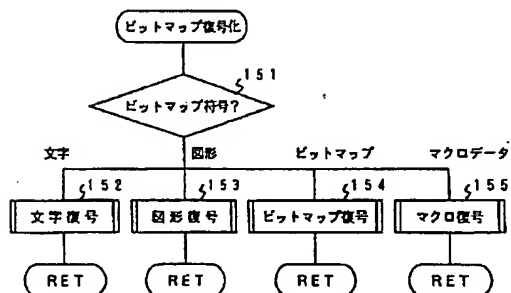 ビットマップ復号化
151
ビットマップ符号?
文字
図形
ビットマップ
マクロデータ
152
153
154
155
文字復号
図形復号
ビットマップ復号
マクロ復号
RET
RET
RET
RET